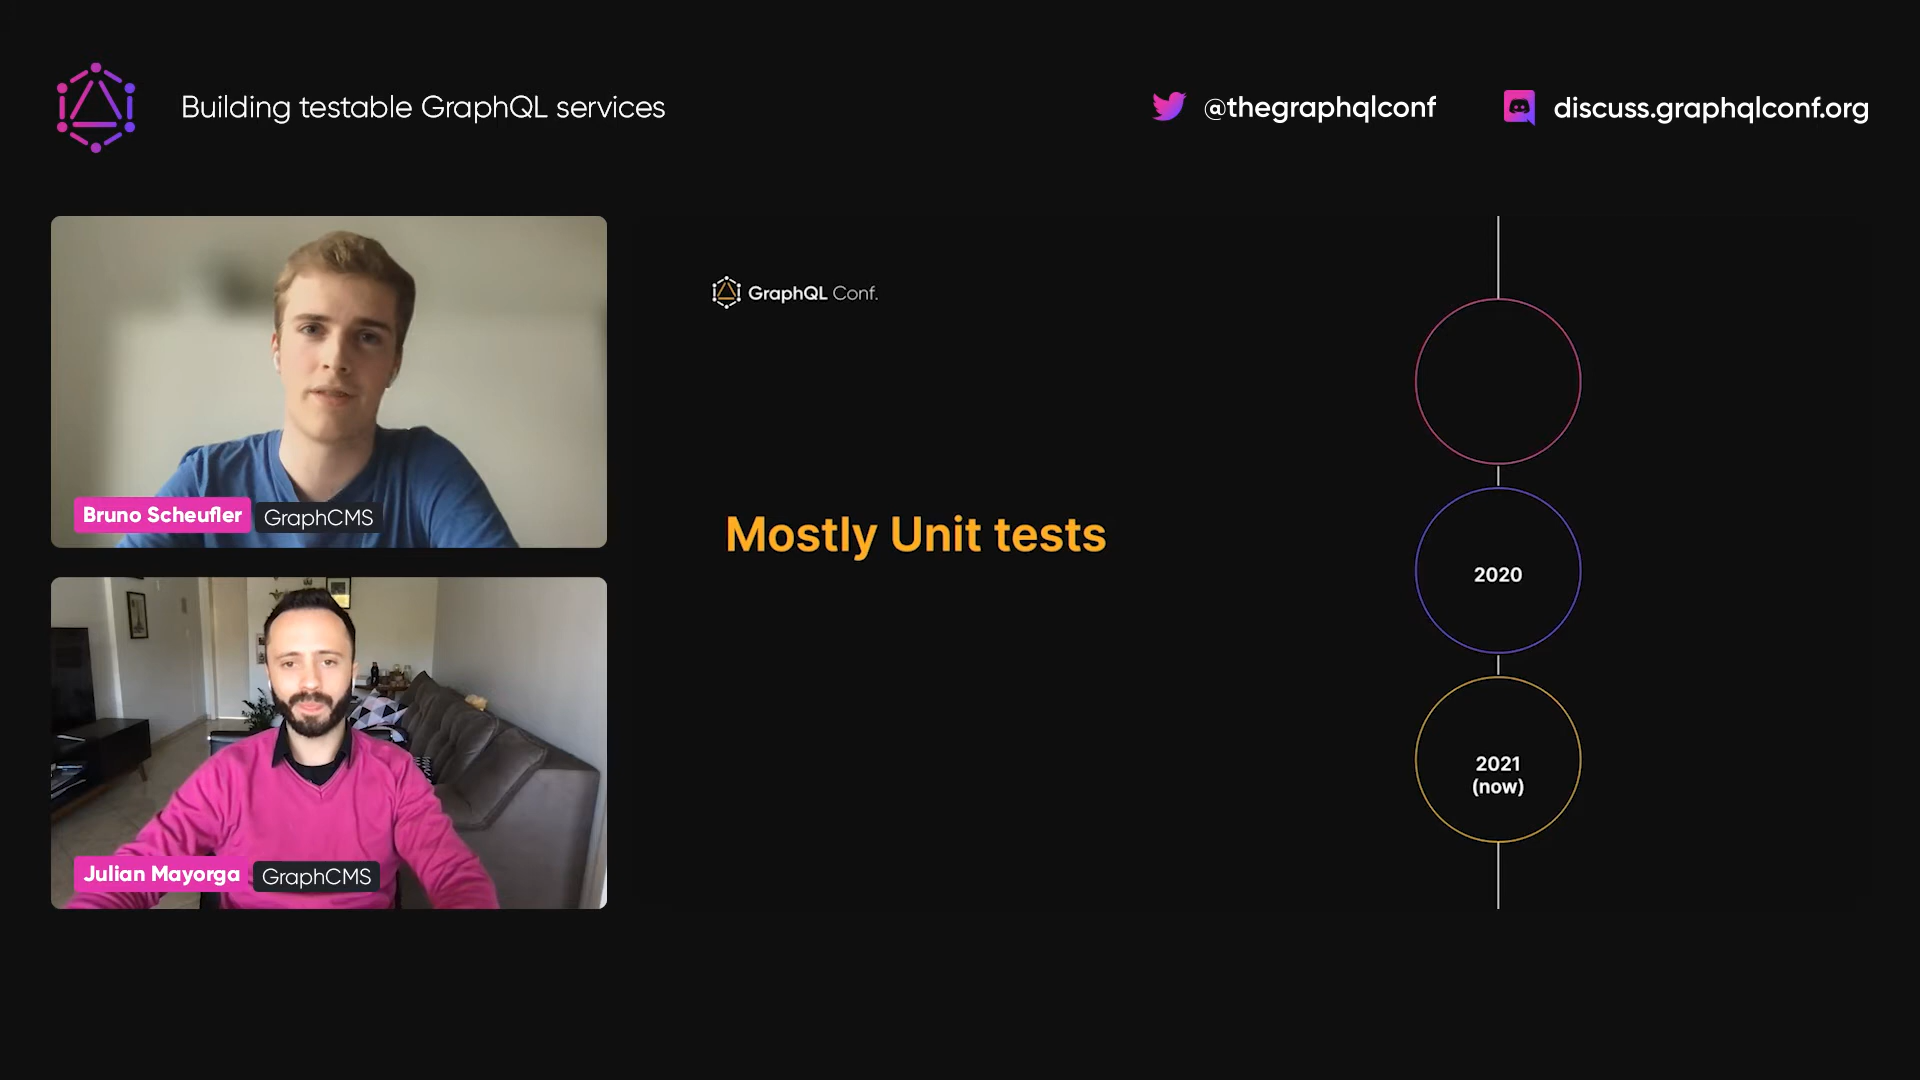 Building testable GraphQL services
@thegraphqlconf
discuss.graphqlconf.org
Bruno Scheufler
GraphCMS
Julian Mayorga
GraphCMS
GraphQL Conf.
Mostly Unit tests
2020
2021
(now)